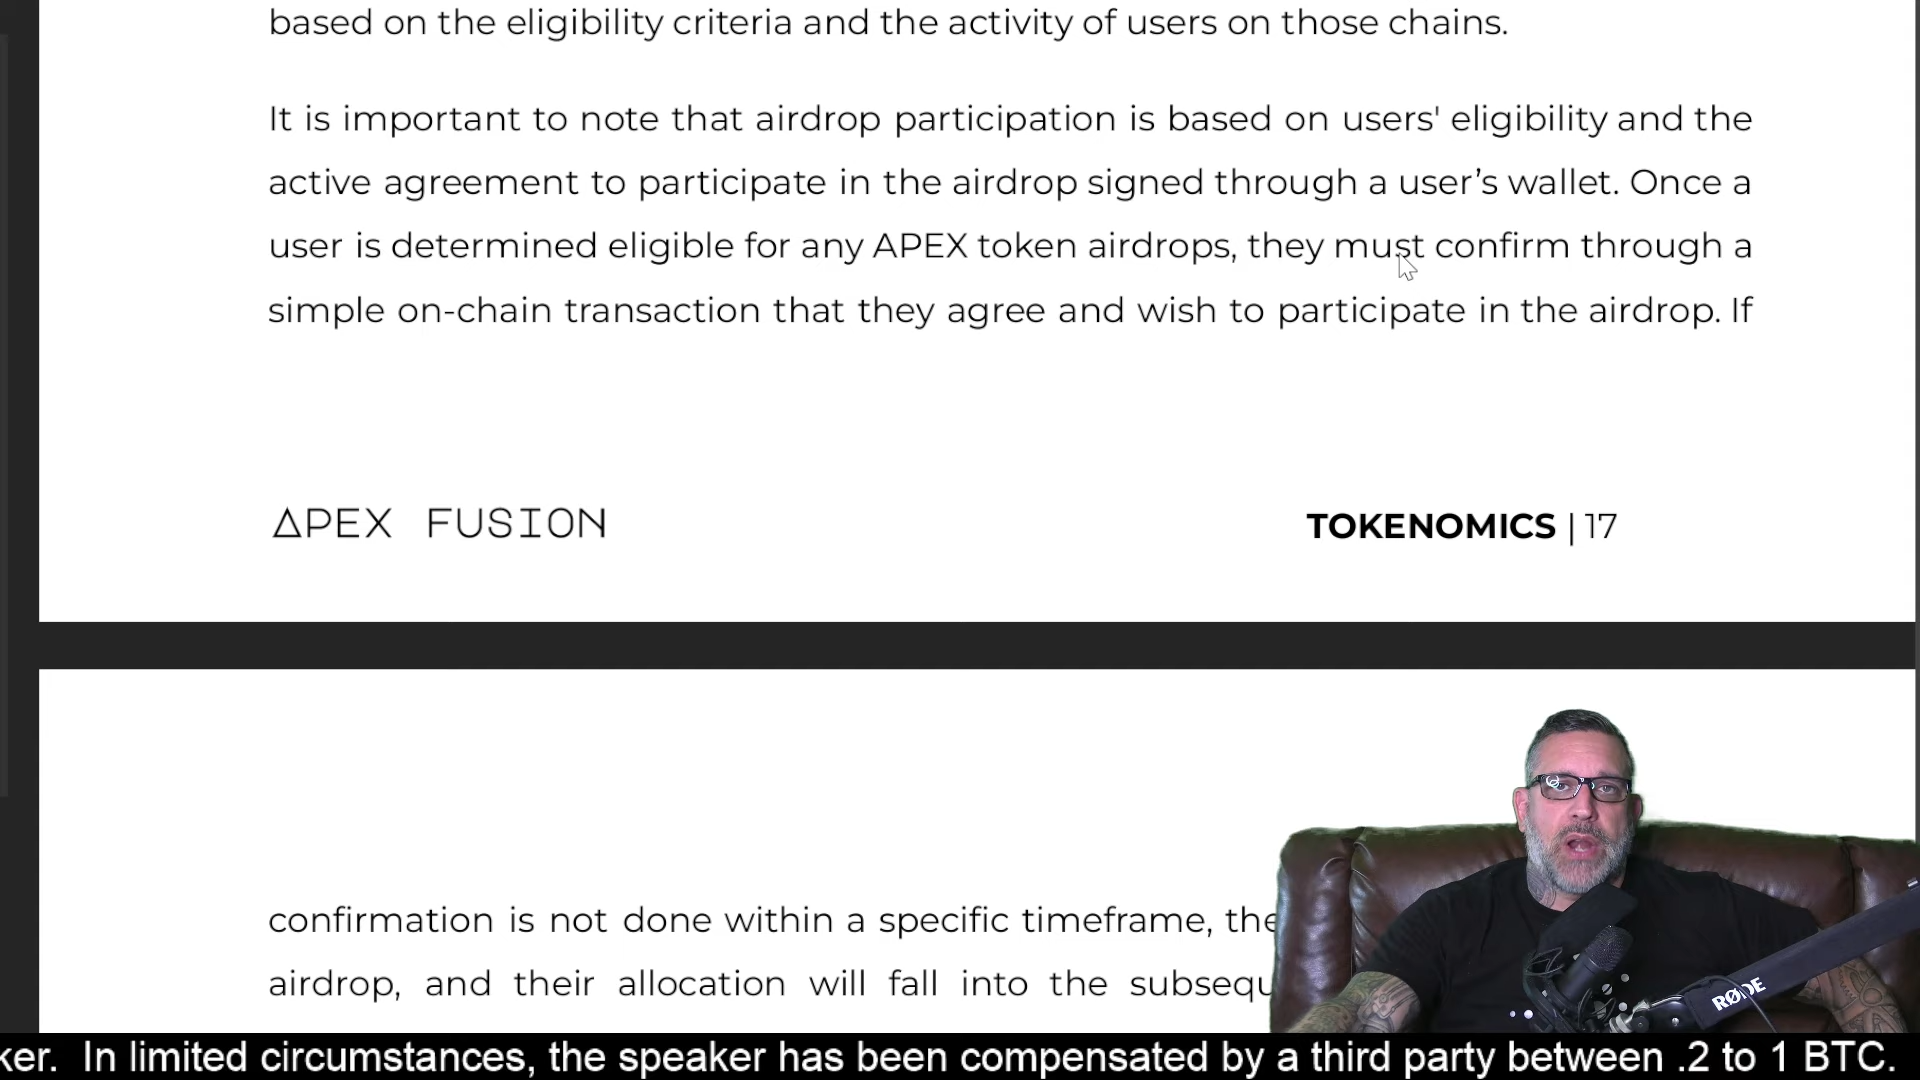 based on the eligibility criteria and the activity of users on those chains.
It is important to note that airdrop participation is based on users' eligibility and the
active agreement to participate in the airdrop signed through a user’s wallet. Once a
user is determined eligible for any APEX token airdrops, they must confirm through a
simple on-chain transaction that they agree and wish to participate in the airdrop. If
APEX FUSION
TOKENOMICS | 17
confirmation is not done within a specific timeframe, the
airdrop, and their allocation will fall into the subsequ
RØDE
ker. In limited circumstances, the speaker has been compensated by a third party between .2 to 1 BTC.